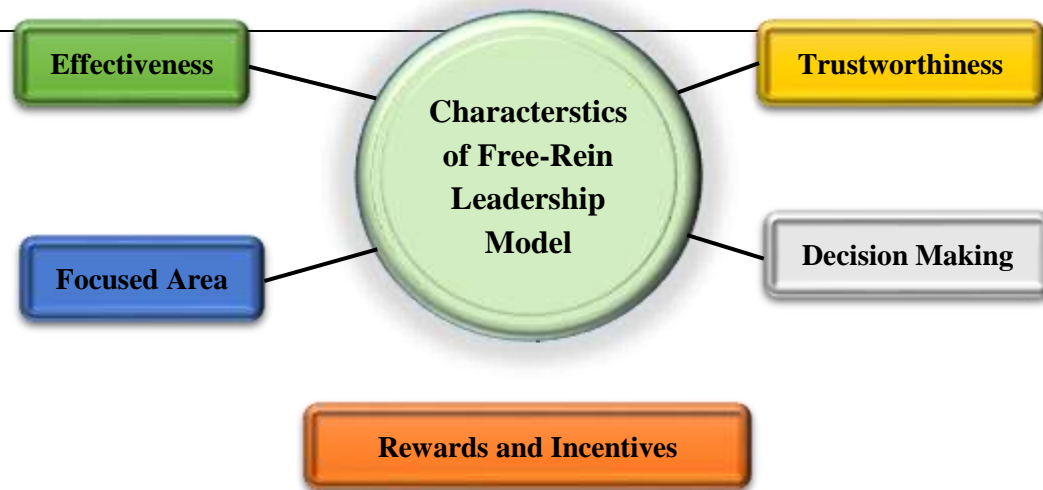 Effectiveness
Trustworthiness
Characterstics
of Free-Rein
Leadership
Model
Focused Area
Decision Making
Rewards and Incentives